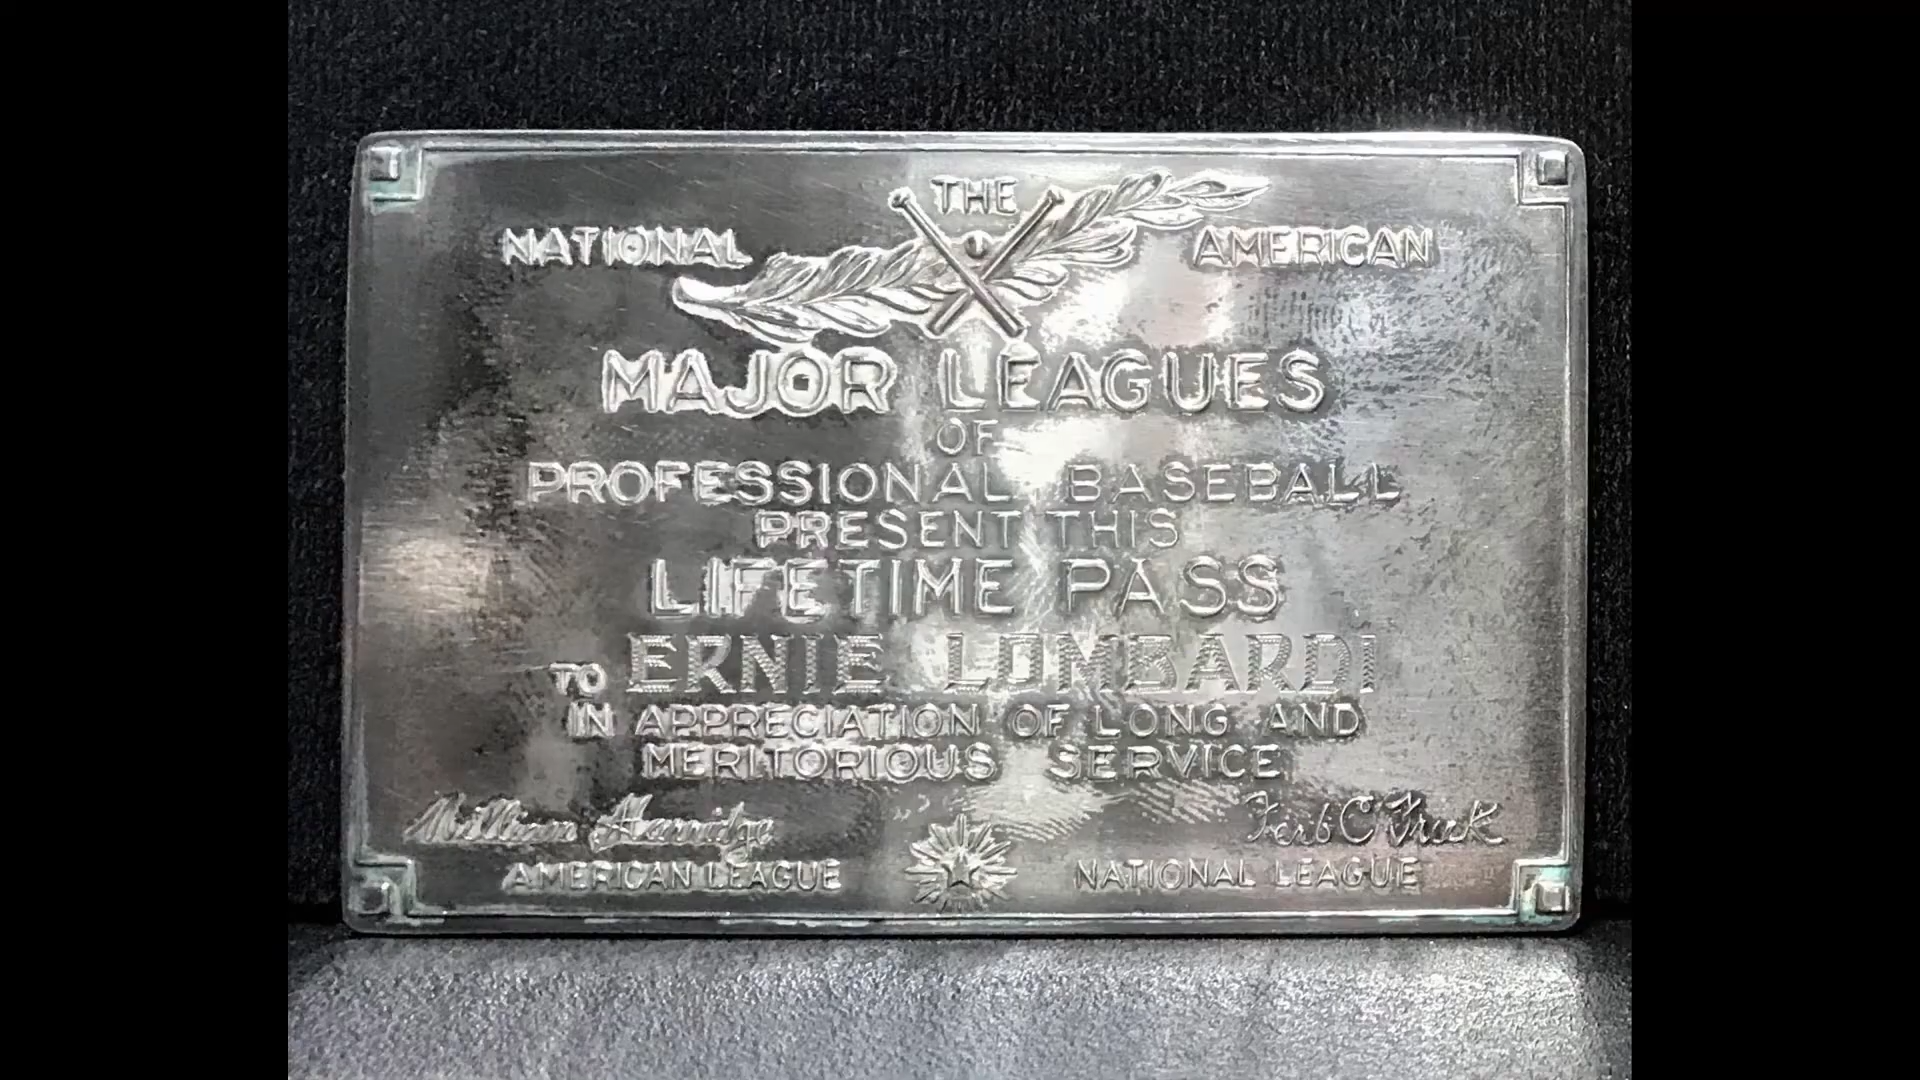 THE
NATIONAL AMERICAN
MAJOR LEAGUES
OF
PROFESSIONAL BASEBALL
PRESENT THIS
LIFETIME PASS
TO ERNIE LOMBARDI
IN APPRECIATION OF LONG AND
MERITORIOUS SERVICE
William Harridge Ford C Frick
AMERICAN LEAGUE NATIONAL LEAGUE